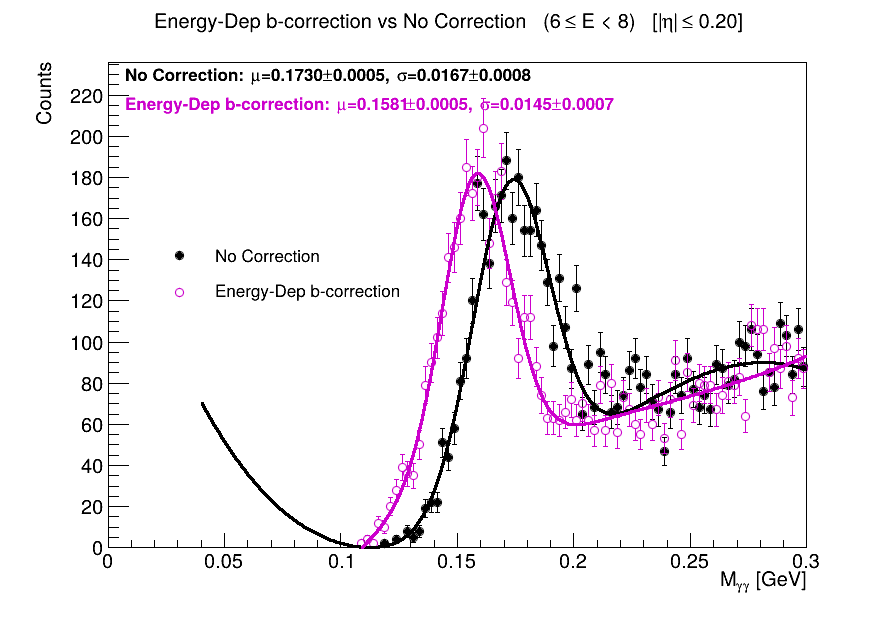 Energy-Dep b-correction vs No Correction (6 ≤ E < 8) [|η| ≤ 0.20]
Counts
No Correction: μ=0.1730±0.0005, σ=0.0167±0.0008
Energy-Dep b-correction: μ=0.1581±0.0005, σ=0.0145±0.0007
220
200
180
160
140
120
100
80
60
40
20
0
No Correction
Energy-Dep b-correction
0 0.05 0.1 0.15 0.2 0.25 0.3
Mγγ [GeV]